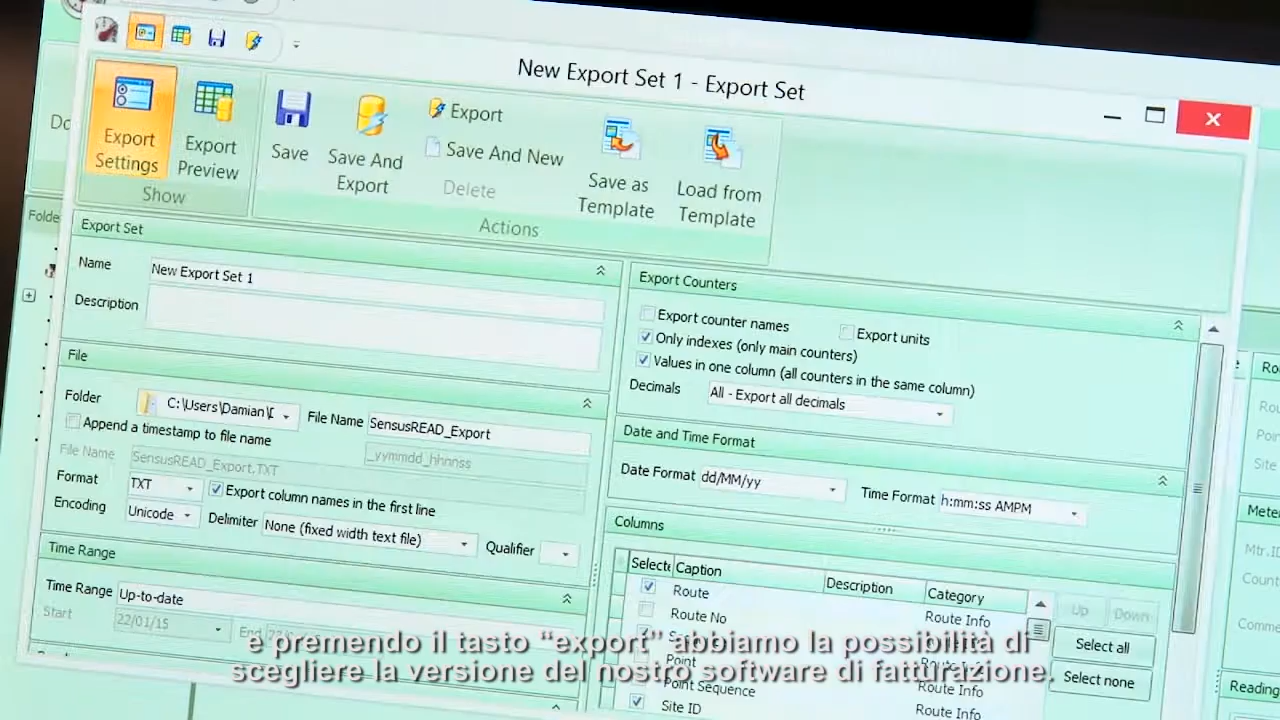 New Export Set 1 - Export Set
Export Settings
Export Preview
Show
Save
Save And Export
Export
Save And New
Delete
Save as Template
Load from Template
Actions
Export Set
Name
New Export Set 1
Description
File
Folder
C:\Users\Damian\
File Name
SensusREAD_Export
Append a timestamp to file name
_yymmdd_hhnnss
File Name
SensusREAD_Export.TXT
Format
TXT
Export column names in the first line
Encoding
Unicode
Delimiter
None (fixed width text file)
Qualifier
Time Range
Time Range
Up-to-date
Start
22/01/15
End
Export Counters
Export counter names
Export units
Only indexes (only main counters)
Values in one column (all counters in the same column)
Decimals
All - Export all decimals
Date and Time Format
Date Format
dd/MM/yy
Time Format
h:mm:ss AMPM
Columns
Selecte
Caption
Description
Category
Route
Route Info
Route No
Point
Point Sequence
Route Info
Site ID
Route Info
Up
Down
Select all
Select none
Folde
Reading
e premendo il tasto “export” abbiamo la possibilità di
scegliere la versione del nostro software di fatturazione.